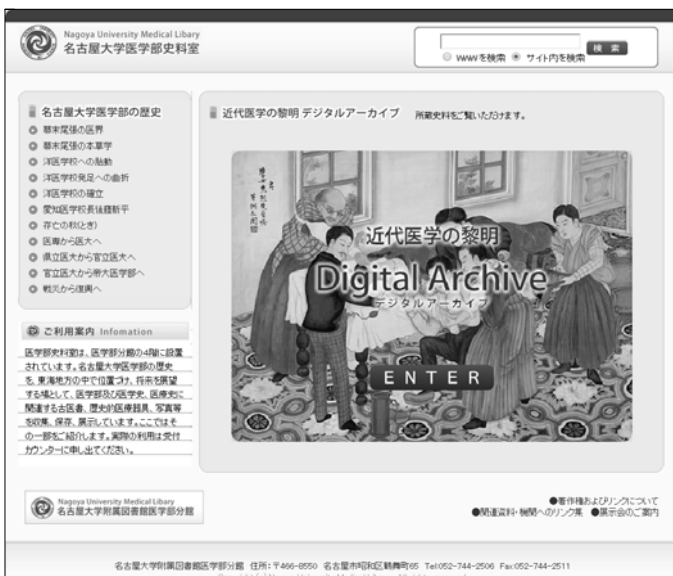 Nagoya University Medical Libary
名古屋大学医学部史料室
wwwを検索 サイト内を検索
検 索
名古屋大学医学部の歴史
幕末尾張の医界
幕末尾張の本草学
洋医学校への胎動
洋医学校発足への曲折
洋医学校の確立
愛知医学校長後藤新平
存亡の秋(とき)
医専から医大へ
県立医大から官立医大へ
官立医大から帝大医学部へ
戦災から復興へ
ご利用案内 Infomation
医学部史料室は、医学部分館の4階に設置
されています。名古屋大学医学部の歴史
を、東海地方の中で位置づけ、将来を展望
する場として、医学部及び医学史、医療史に
関連する古医書、歴史的医療器具、写真等
を収集、保存、展示しています。ここではそ
の一部をご紹介します。実際の利用は受付
カウンターに申し出てください。
近代医学の黎明 デジタルアーカイブ 所蔵史料をご覧いただけます。
近代医学の黎明
Digital Archive
デジタルアーカイブ
ENTER
Nagoya University Medical Libary
名古屋大学附属図書館医学部分館
●著作権およびリンクについて
●関連資料・機関へのリンク集 ●展示会のご案内
名古屋大学附属図書館医学部分館 住所:〒466-8550 名古屋市昭和区鶴舞町65 Tel:052-744-2506 Fax:052-744-2511